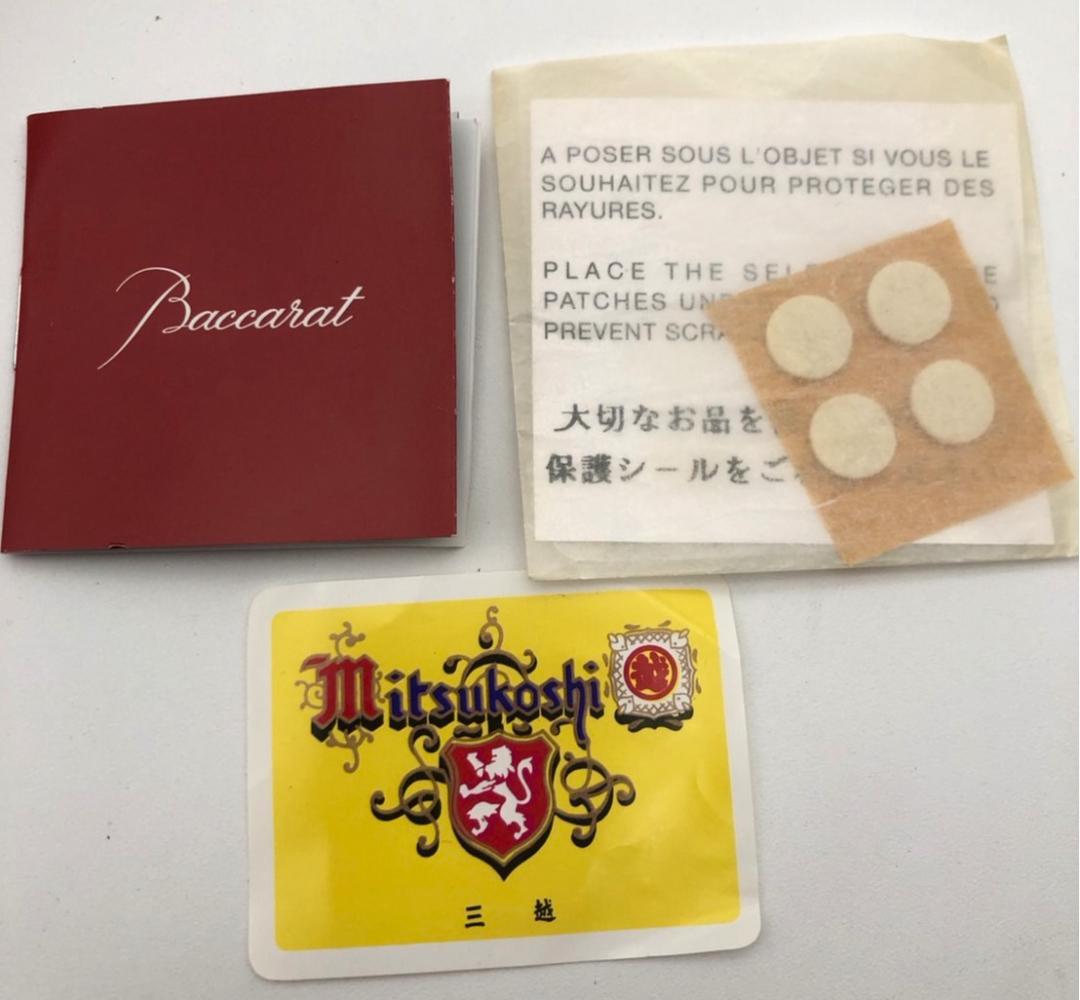 Baccarat
A POSER SOUS L'OBJET SI VOUS LE
SOUHAITEZ POUR PROTEGER DES
RAYURES.
PLACE THE
PATCHES
PREVENT
大切なお品を
保護シールをご
Mitsukoshi
越
三 越